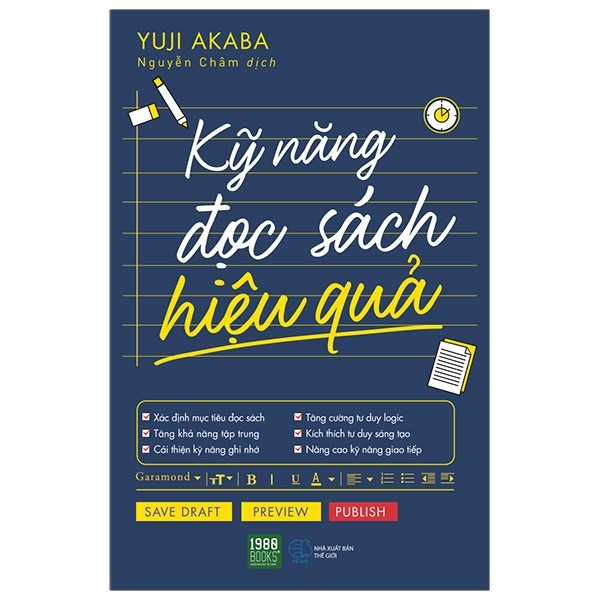 YUJI AKABA
Nguyễn Châm dịch
Kỹ năng
đọc sách
hiệu quả
Xác định mục tiêu đọc sách
Tăng khả năng tập trung
Cải thiện kỹ năng ghi nhớ
Tăng cường tư duy logic
Kích thích tư duy sáng tạo
Nâng cao kỹ năng giao tiếp
Garamond TT B I U A
SAVE DRAFT PREVIEW PUBLISH
1980
BOOKS
NHÀ XUẤT BẢN
THẾ GIỚI